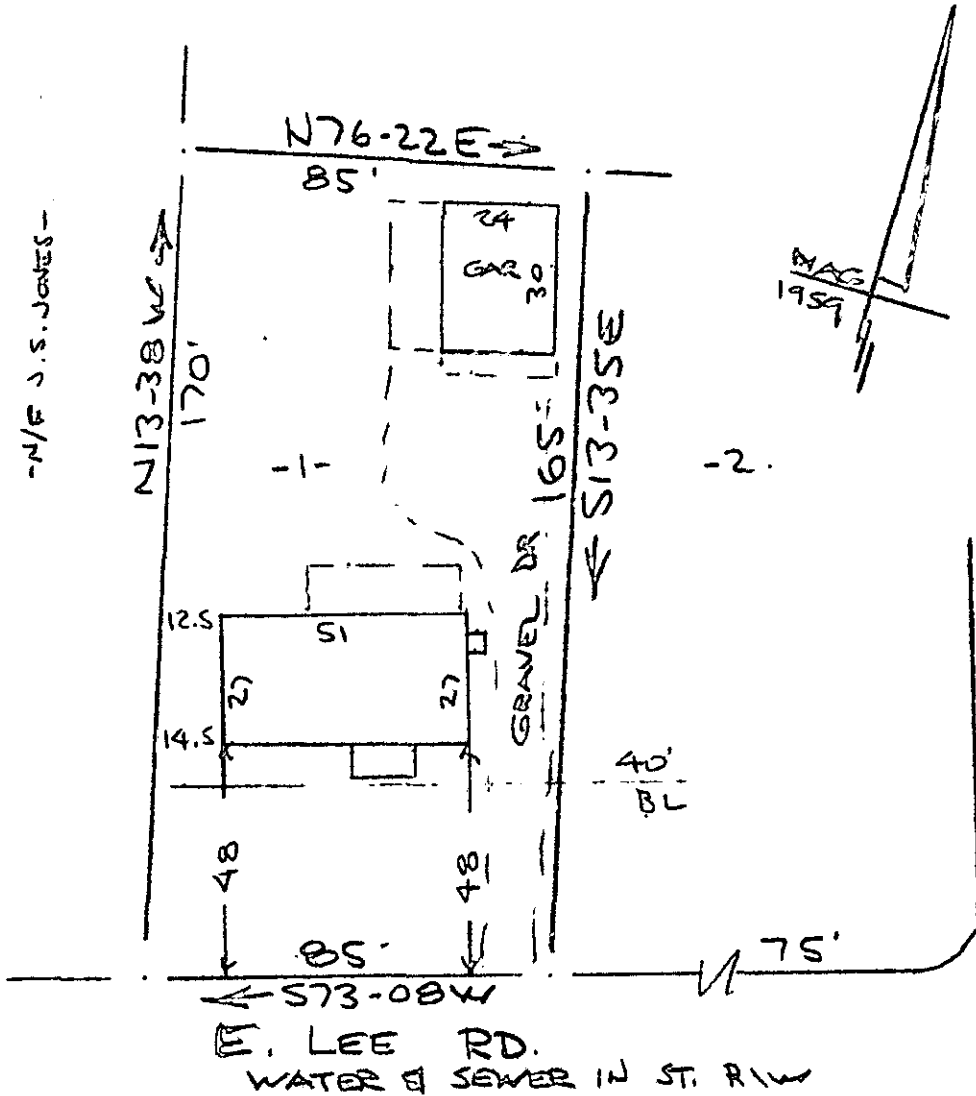 N76-22E
85'
-N/F J.S. JONES-
N13-38W
170'
24
GAR
30
MAG
1959
165-
S13-35E
-1-
-2.
GRAVEL DR
12.5
51
27
27
14.5
40'
BL
48
48
85'
75'
S73-08W
E. LEE RD.
WATER & SEWER IN ST. R/W